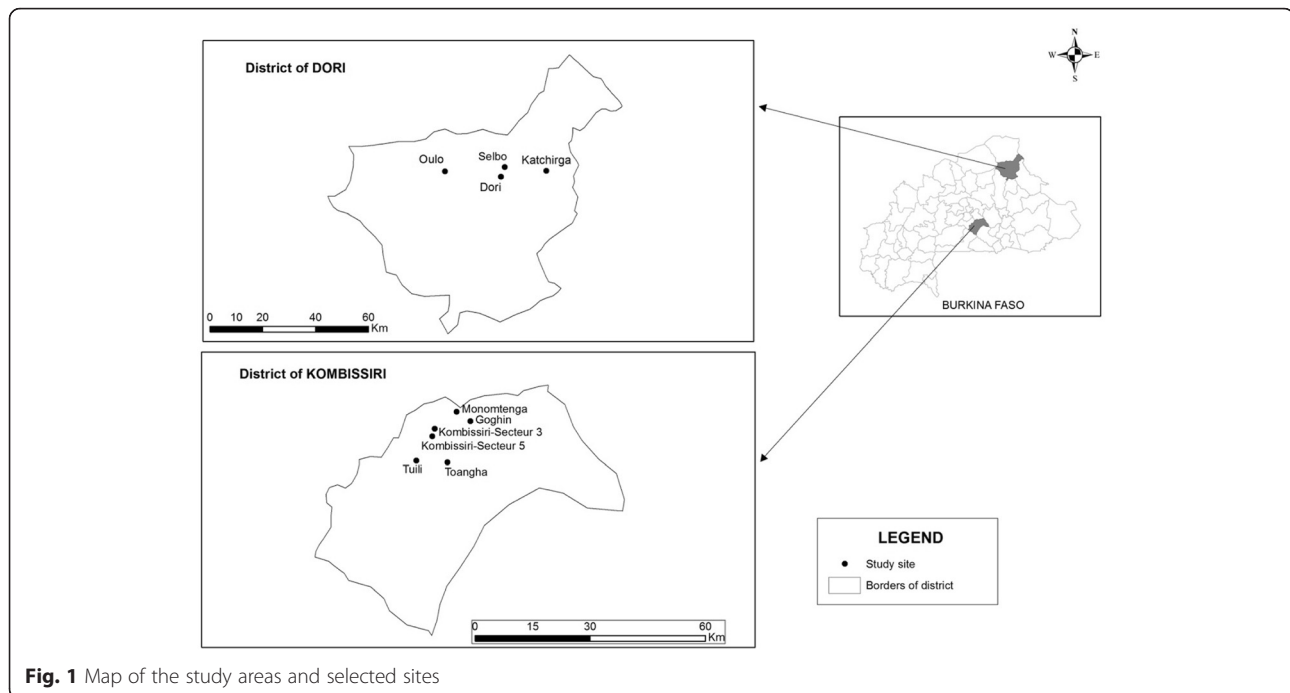 District of DORI
Oulo
Selbo
Katchirga
Dori
0 10 20 40 60
Km
N
W E
S
BURKINA FASO
District of KOMBISSIRI
Monomtenga
Goghin
Kombissiri-Secteur 3
Kombissiri-Secteur 5
Tuili
Toangha
0 15 30 60
Km
LEGEND
Study site
Borders of district
Fig. 1 Map of the study areas and selected sites